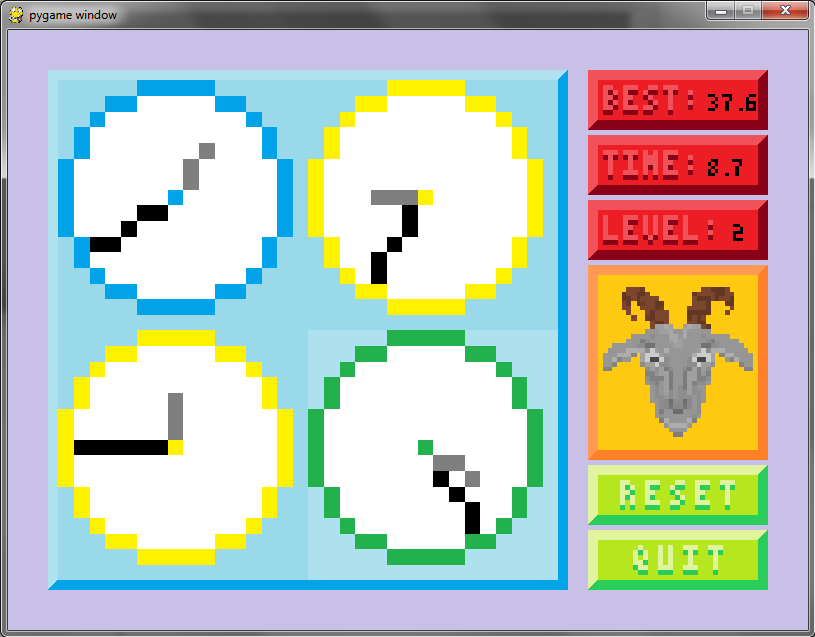 pygame window
BEST: 37.6
TIME: 8.7
LEVEL: 2
RESET
QUIT